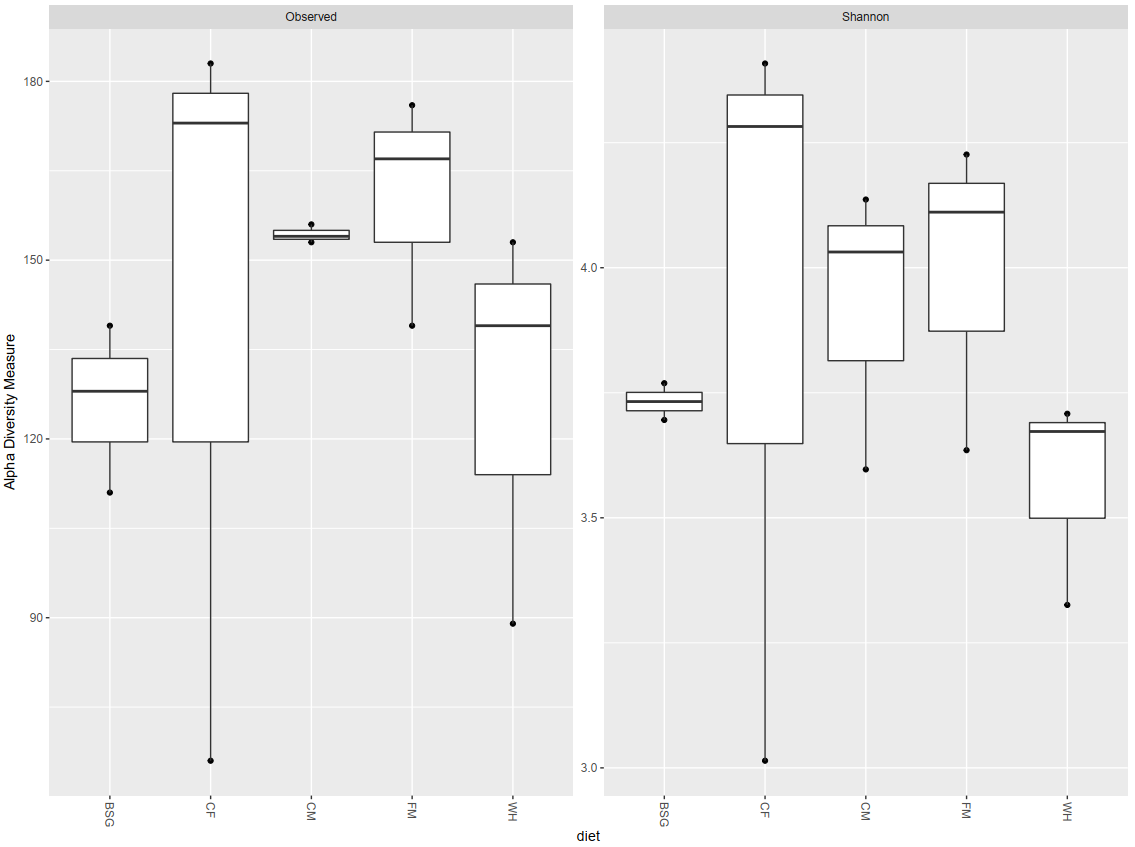 Observed
Shannon
Alpha Diversity Measure
180
150
120
90
4.0
3.5
3.0
BSG
CF
CM
FM
WH
BSG
CF
CM
FM
WH
diet